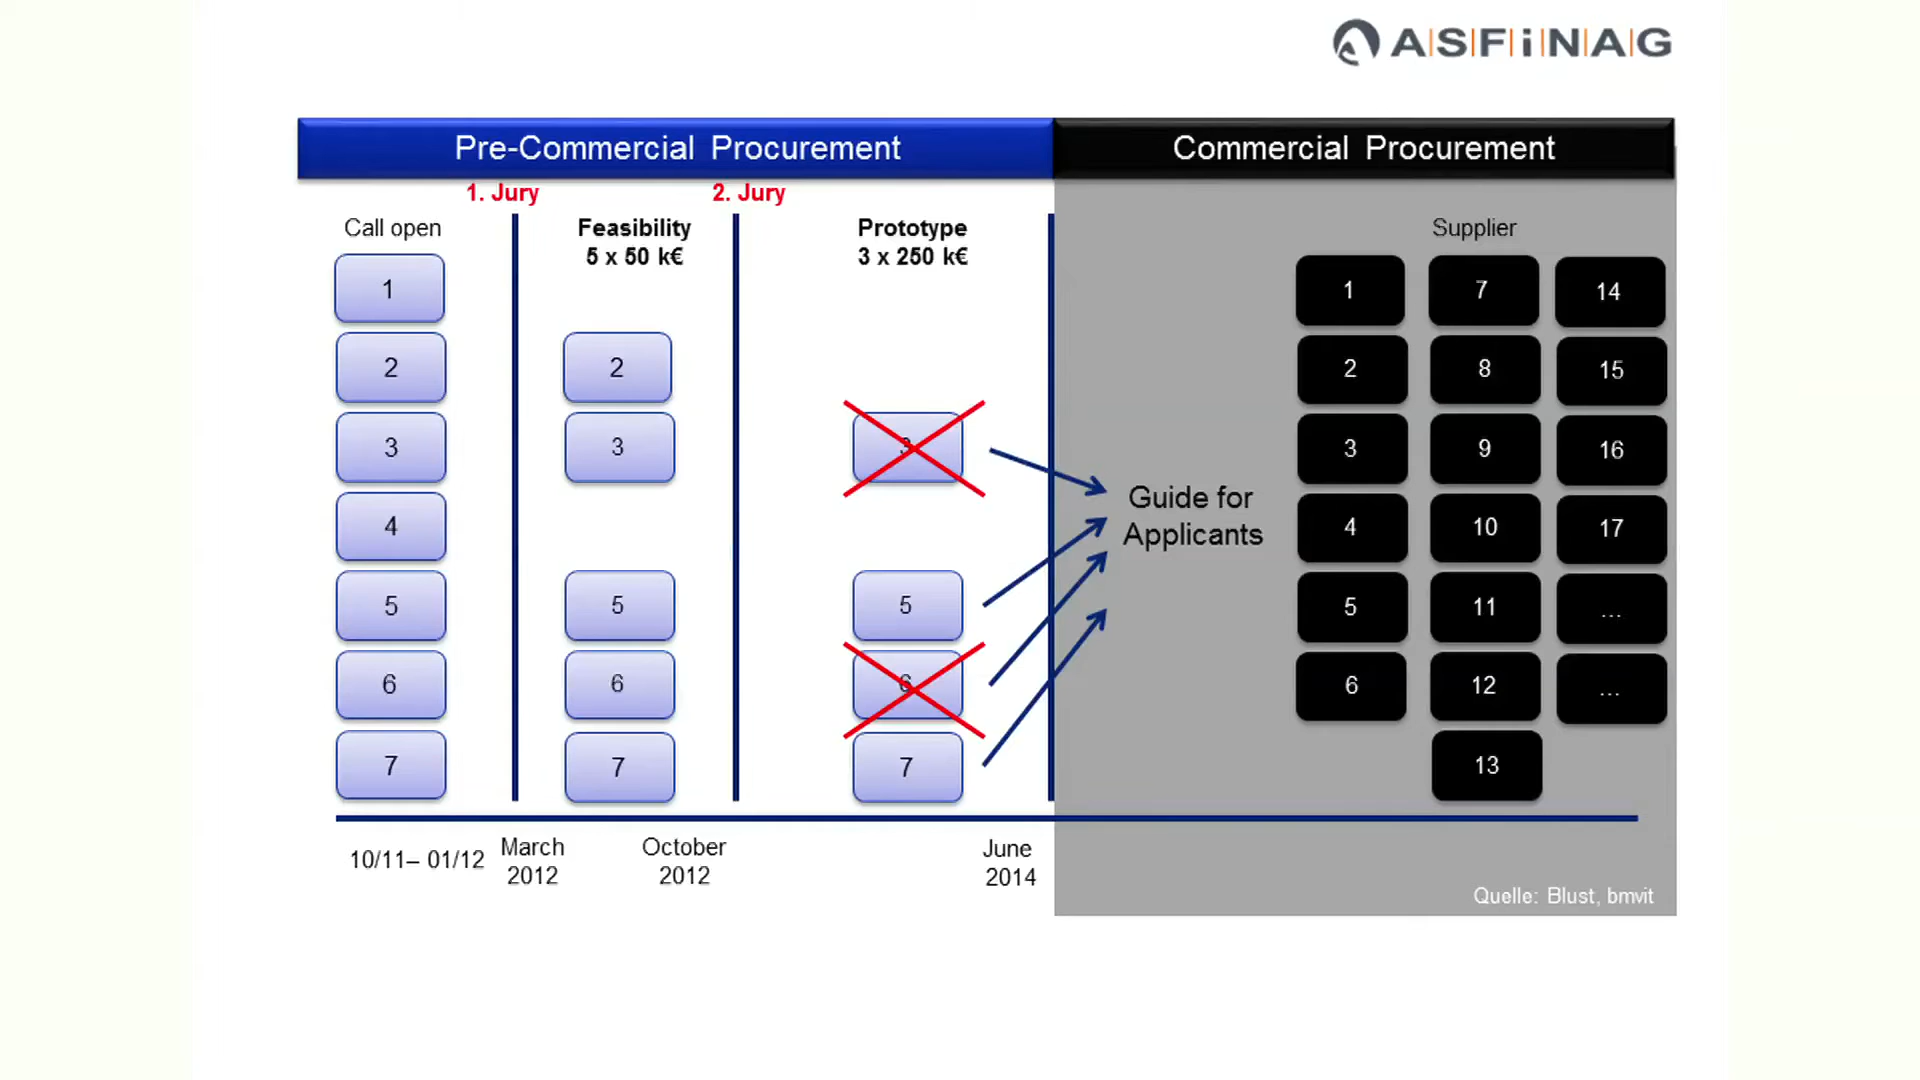 ASFiNAG
Pre-Commercial Procurement
Commercial Procurement
1. Jury
2. Jury
Call open
Feasibility
5 x 50 k€
Prototype
3 x 250 k€
Supplier
1
2
3
4
5
6
7
2
3
5
6
7
3
5
6
7
Guide for
Applicants
1
2
3
4
5
6
7
8
9
10
11
12
13
14
15
16
17
...
...
10/11– 01/12
March
2012
October
2012
June
2014
Quelle: Blust, bmvit